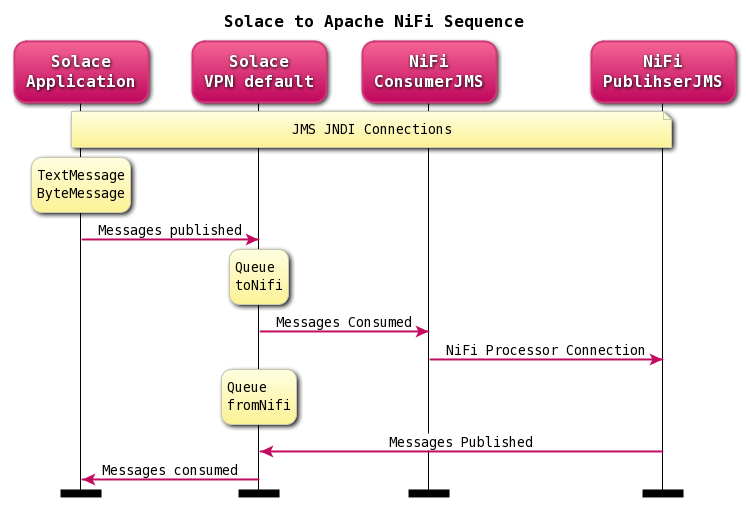 Solace to Apache NiFi Sequence
Solace
Application
Solace
VPN default
NiFi
ConsumerJMS
NiFi
PublihserJMS
JMS JNDI Connections
TextMessage
ByteMessage
Messages published
Queue
toNifi
Messages Consumed
NiFi Processor Connection
Queue
fromNifi
Messages Published
Messages consumed